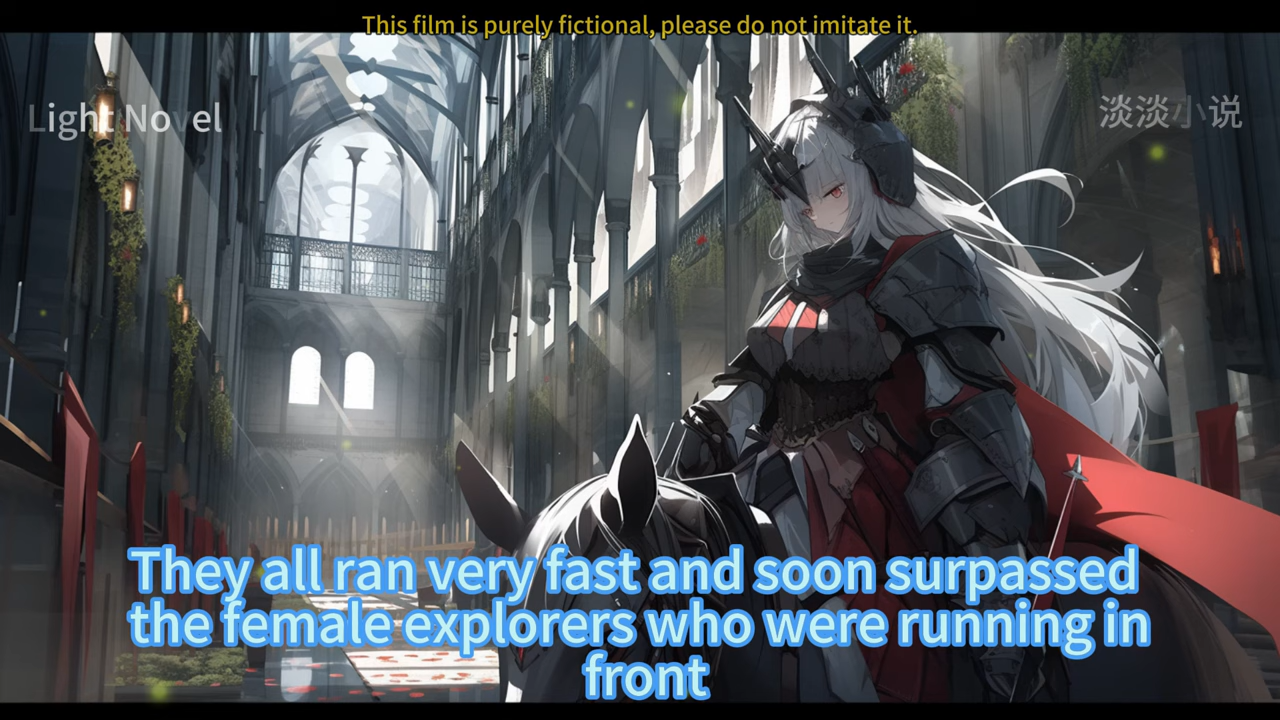 This film is purely fictional, please do not imitate it.
Light Novel
淡淡小说
They all ran very fast and soon surpassed
the female explorers who were running in
front